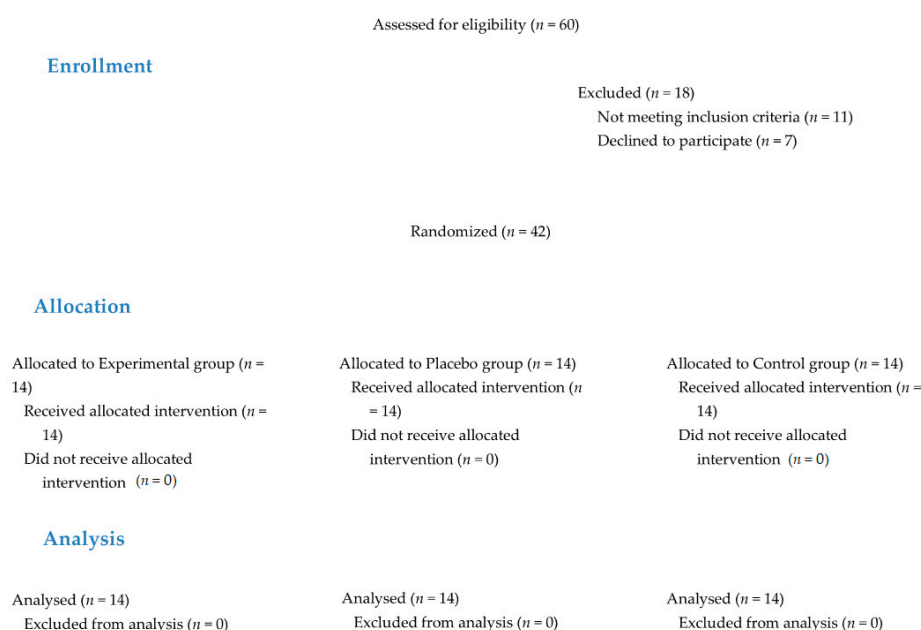 Assessed for eligibility (n = 60)
Enrollment
Excluded (n = 18)
Not meeting inclusion criteria (n = 11)
Declined to participate (n = 7)
Randomized (n = 42)
Allocation
Allocated to Experimental group (n =
14)
Received allocated intervention (n =
14)
Did not receive allocated
intervention (n = 0)
Allocated to Placebo group (n = 14)
Received allocated intervention (n
= 14)
Did not receive allocated
intervention (n = 0)
Allocated to Control group (n = 14)
Received allocated intervention (n =
14)
Did not receive allocated
intervention (n = 0)
Analysis
Analysed (n = 14)
Excluded from analysis (n = 0)
Analysed (n = 14)
Excluded from analysis (n = 0)
Analysed (n = 14)
Excluded from analysis (n = 0)